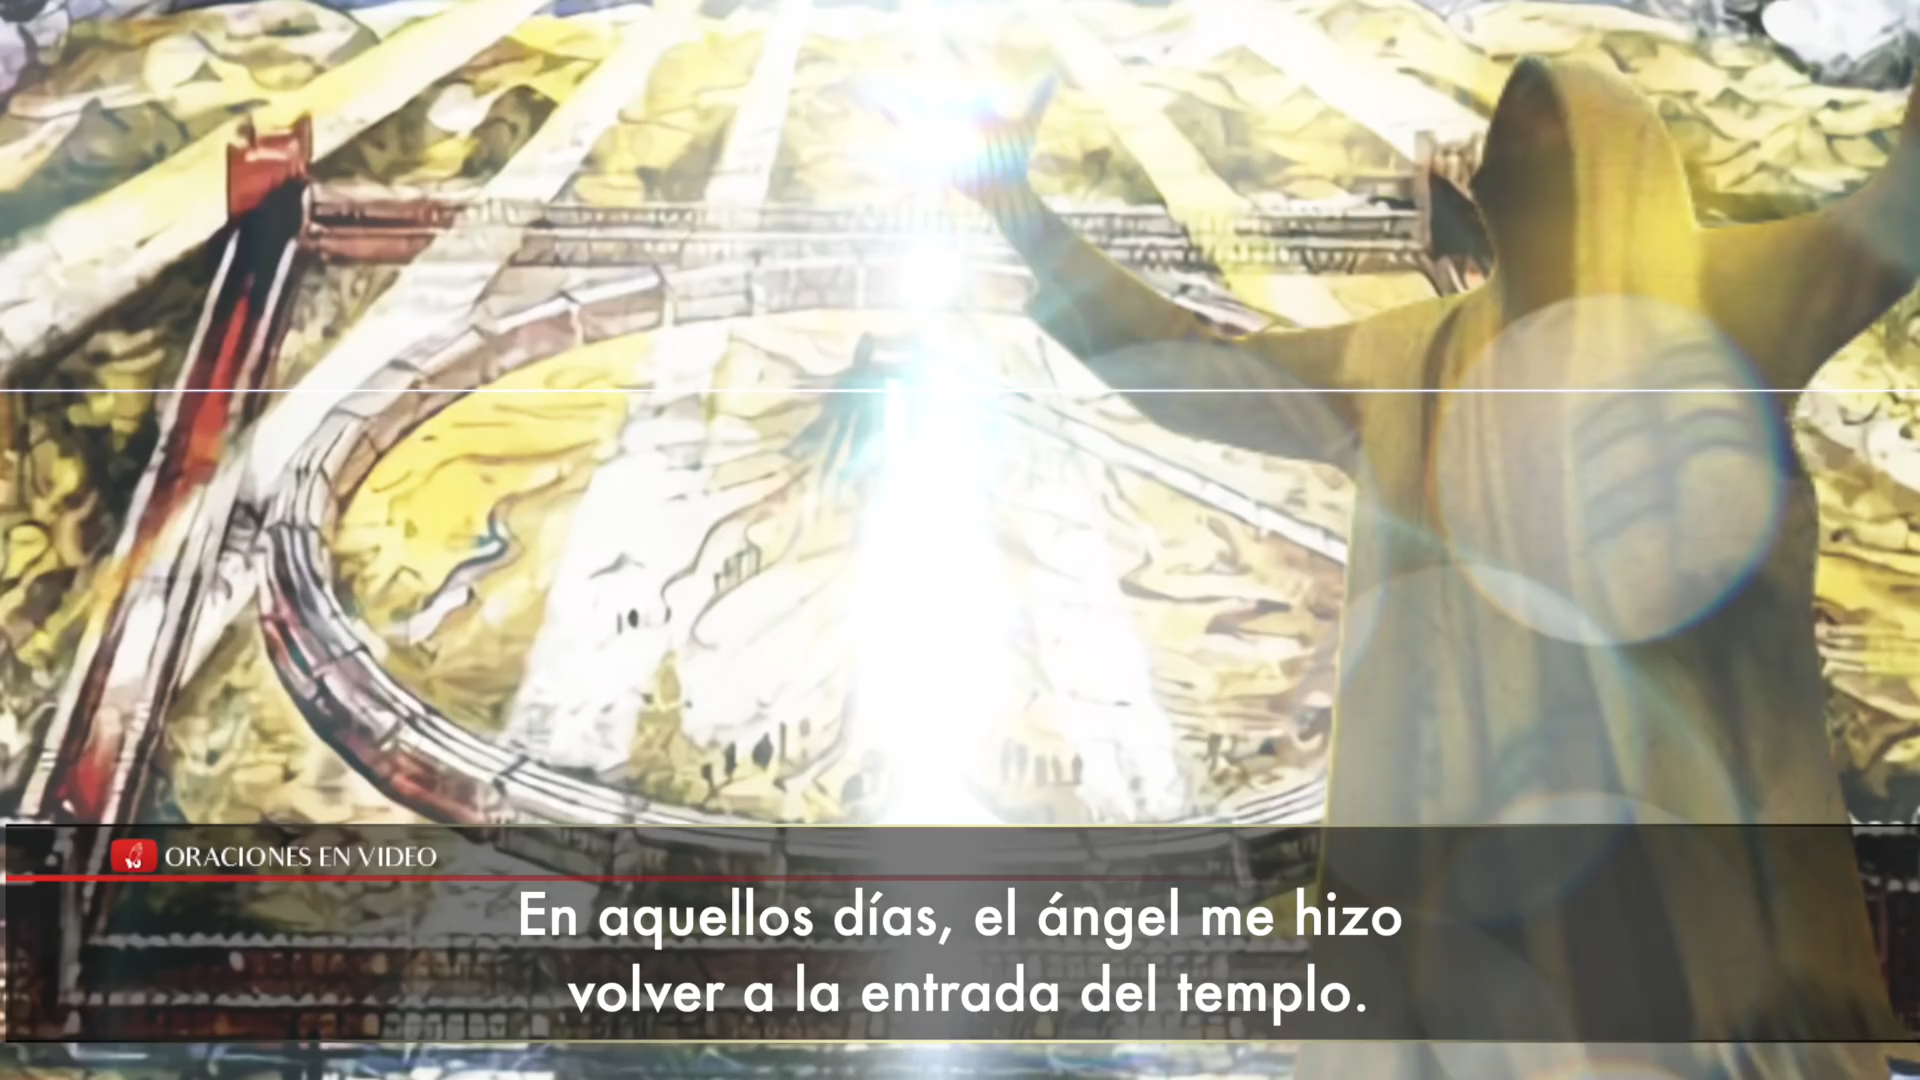 ORACIONES EN VIDEO
En aquellos días, el ángel me hizo
volver a la entrada del templo.